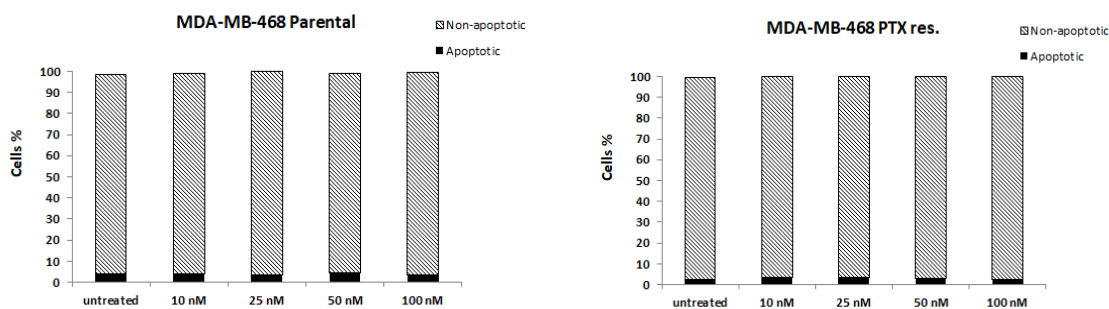 MDA-MB-468 Parental
Non-apoptotic
Apoptotic
Cells %
100
90
80
70
60
50
40
30
20
10
0
untreated 10 nM 25 nM 50 nM 100 nM
MDA-MB-468 PTX res.
Non-apoptotic
Apoptotic
Cells %
100
90
80
70
60
50
40
30
20
10
0
untreated 10 nM 25 nM 50 nM 100 nM